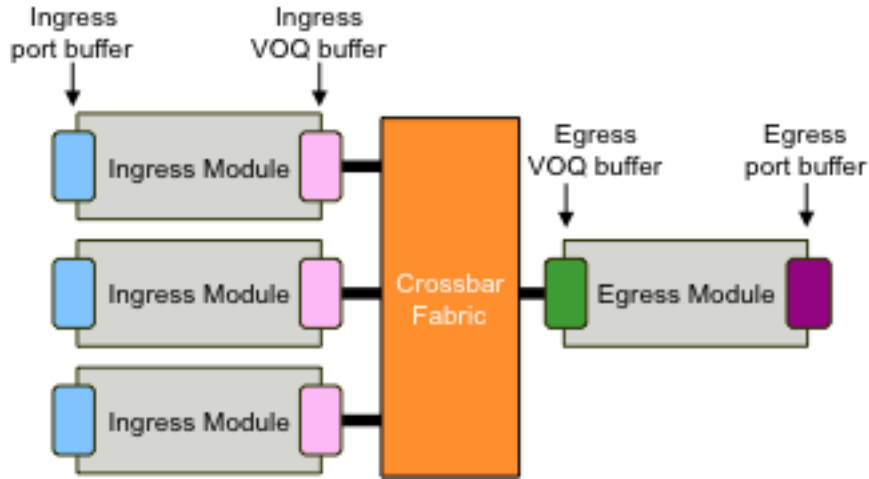 Ingress
port buffer
Ingress
VOQ buffer
Egress
VOQ buffer
Egress
port buffer
Ingress Module
Ingress Module
Crossbar
Fabric
Egress Module
Ingress Module